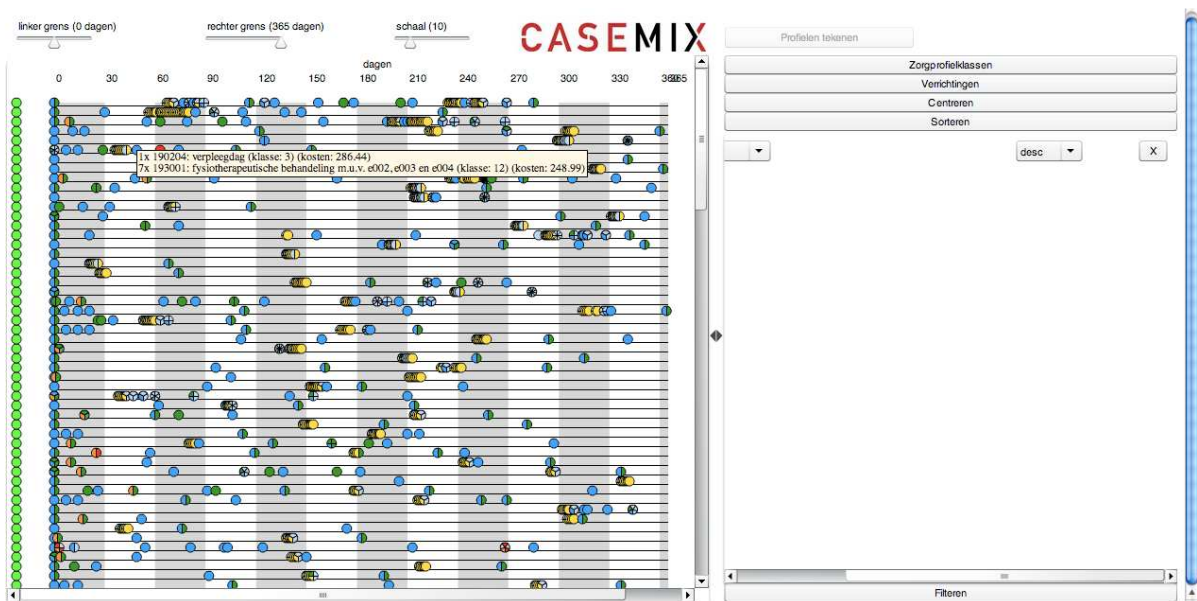 linker grens (0 dagen)
rechter grens (365 dagen)
schaal (10)
CASEMIX
dagen
0 30 60 90 120 150 180 210 240 270 300 330 365
1x 190204: verpleegdag (klasse: 3) (kosten: 286.44)
7x 193001: fysiotherapeutische behandeling m.u.v. e002,e003 en e004 (klasse: 12) (kosten: 248.99)
Profielen tekenen
Zorgprofielklassen
Verrichtingen
Centreren
Sorteren
desc
X
Filteren